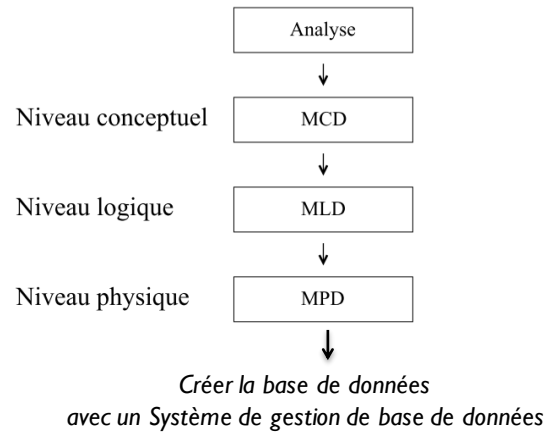 Analyse
Niveau conceptuel MCD
Niveau logique MLD
Niveau physique MPD
Créer la base de données
avec un Système de gestion de base de données